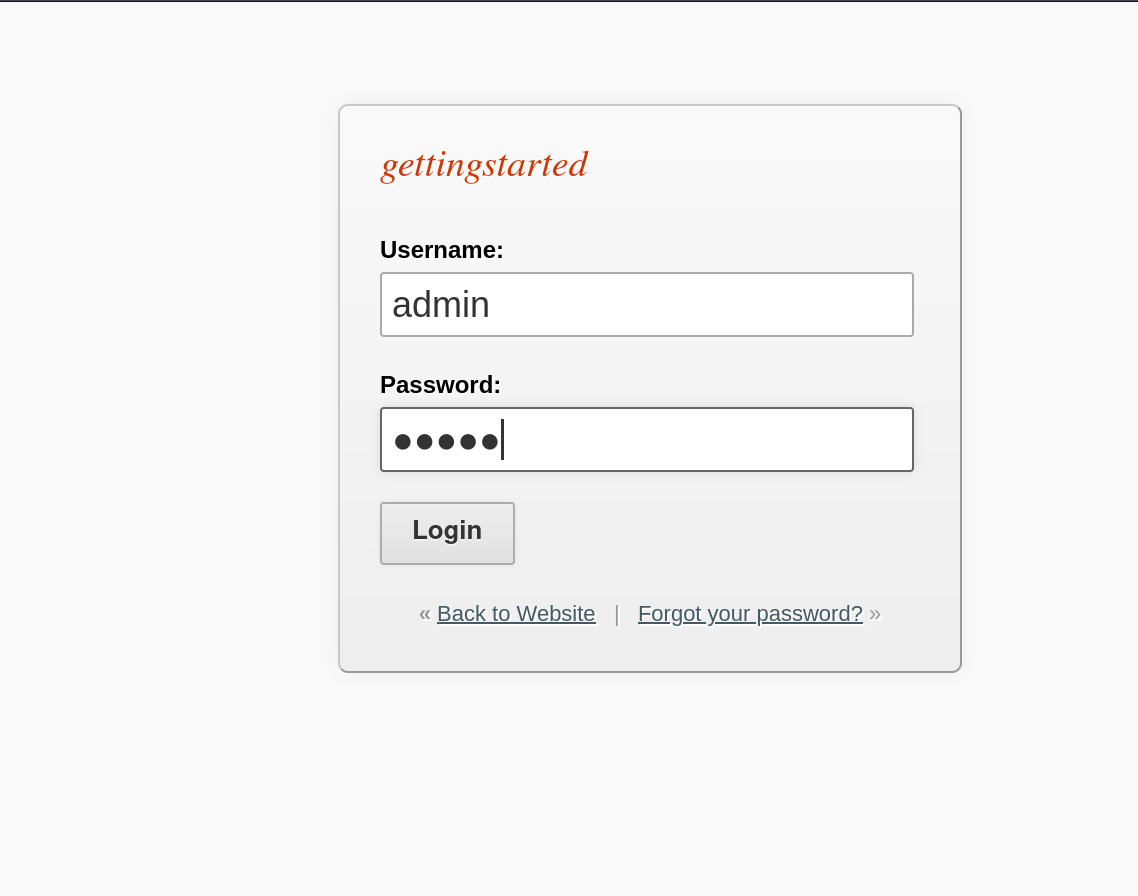 gettingstarted
Username:
admin
Password:
●●●●●
Login
« Back to Website | Forgot your password? »